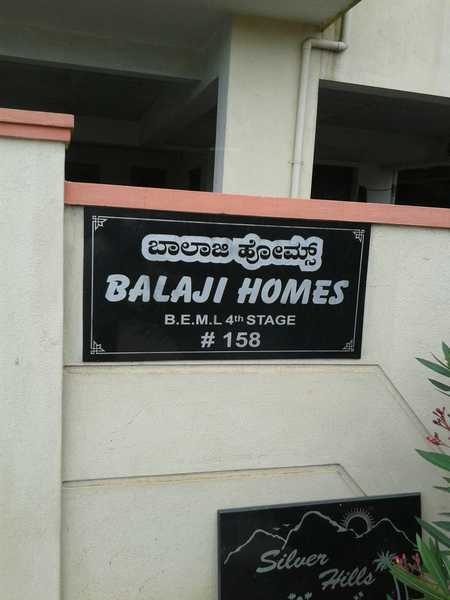 ಬಾಲಾಜಿ ಹೋಮ್ಸ್
BALAJI HOMES
B.E.M.L 4th STAGE
# 158
Silver
Hills